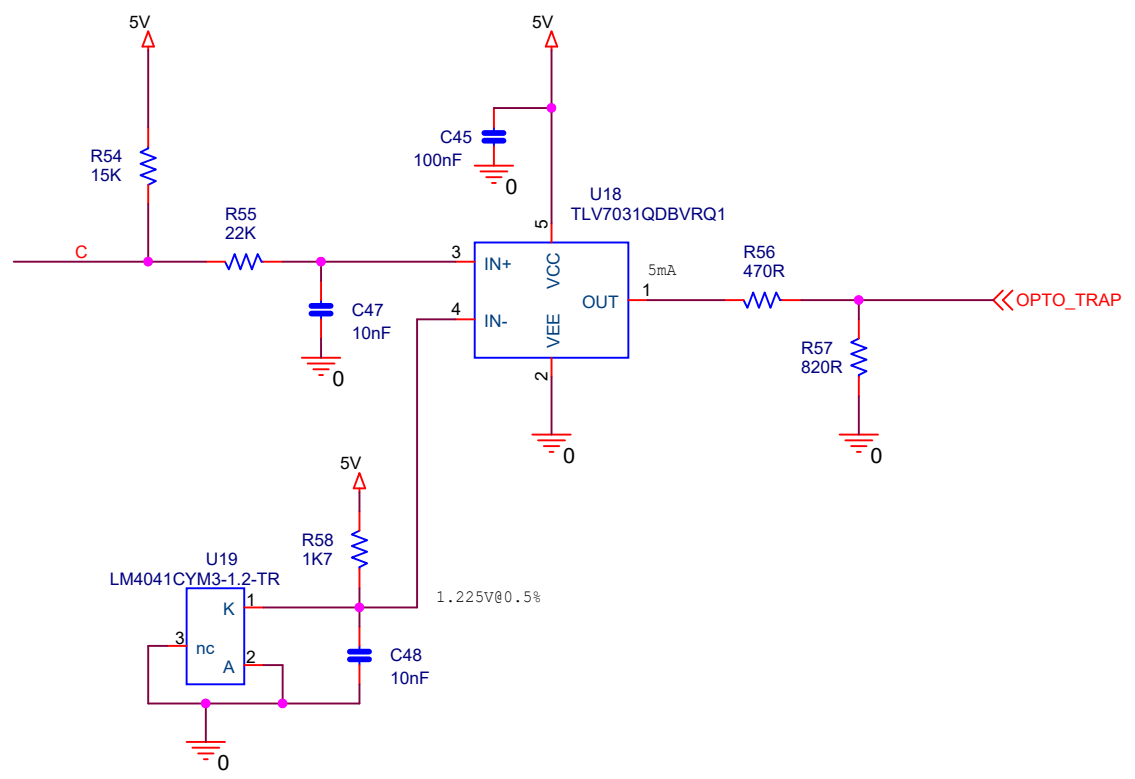 5V
5V
R54
15K
C45
100nF
0
U18
TLV7031QDBVRQ1
R55
22K
C
3
IN+
5
VCC
5mA
R56
470R
C47
10nF
0
4
IN-
VEE
OUT
1
OPTO_TRAP
2
R57
820R
0
0
5V
R58
1K7
U19
LM4041CYM3-1.2-TR
K
1
1.225V@0.5%
3
nc
A
2
C48
10nF
0